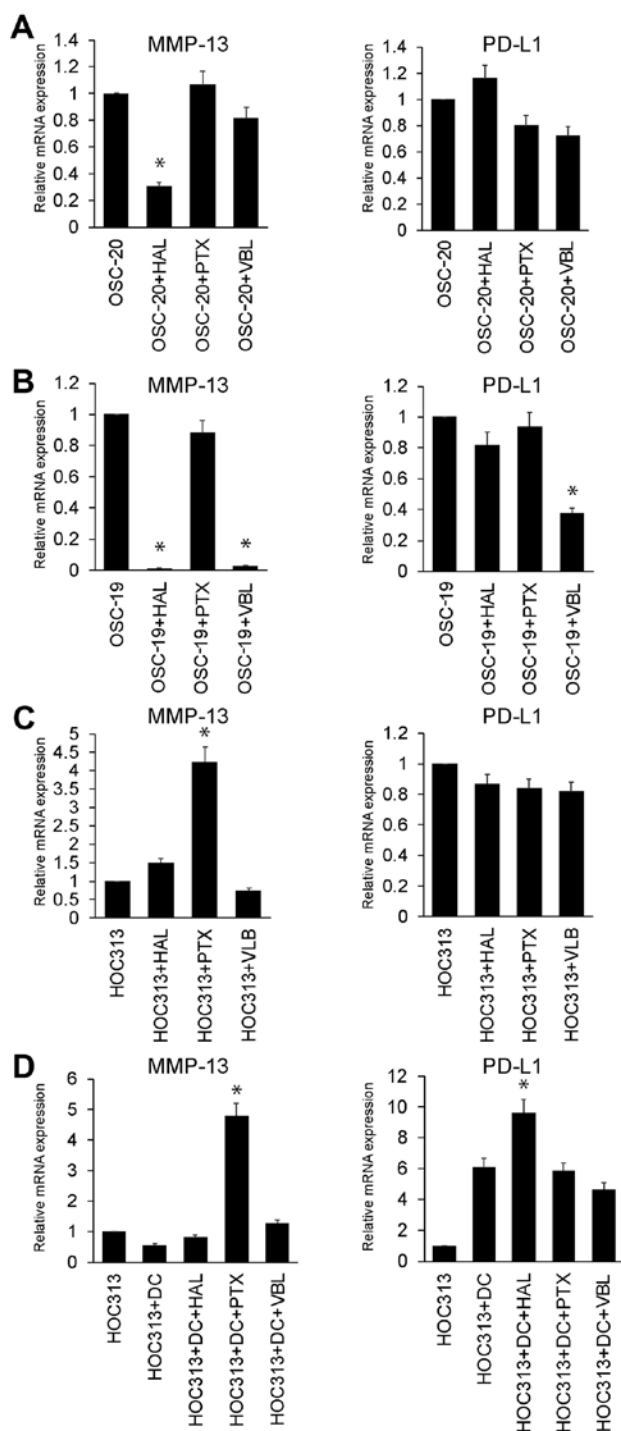 A
MMP-13
Relative mRNA expression
1.4
1.2
1
0.8
0.6
0.4
0.2
0
*
OSC-20
OSC-20+HAL
OSC-20+PTX
OSC-20+VBL
PD-L1
Relative mRNA expression
1.4
1.2
1
0.8
0.6
0.4
0.2
0
OSC-20
OSC-20+HAL
OSC-20+PTX
OSC-20+VBL
B
MMP-13
Relative mRNA expression
1.2
1
0.8
0.6
0.4
0.2
0
*
*
OSC-19
OSC-19+HAL
OSC-19+PTX
OSC-19+VBL
PD-L1
Relative mRNA expression
1.2
1
0.8
0.6
0.4
0.2
0
*
OSC-19
OSC-19+HAL
OSC-19+PTX
OSC-19+VBL
C
MMP-13
Relative mRNA expression
5
4.5
4
3.5
3
2.5
2
1.5
1
0.5
0
*
HOC313
HOC313+HAL
HOC313+PTX
HOC313+VLB
PD-L1
Relative mRNA expression
1.2
1
0.8
0.6
0.4
0.2
0
HOC313
HOC313+HAL
HOC313+PTX
HOC313+VLB
D
MMP-13
Relative mRNA expression
6
5
4
3
2
1
0
*
HOC313
HOC313+DC
HOC313+DC+HAL
HOC313+DC+PTX
HOC313+DC+VBL
PD-L1
Relative mRNA expression
12
10
8
6
4
2
0
*
HOC313
HOC313+DC
HOC313+DC+HAL
HOC313+DC+PTX
HOC313+DC+VBL